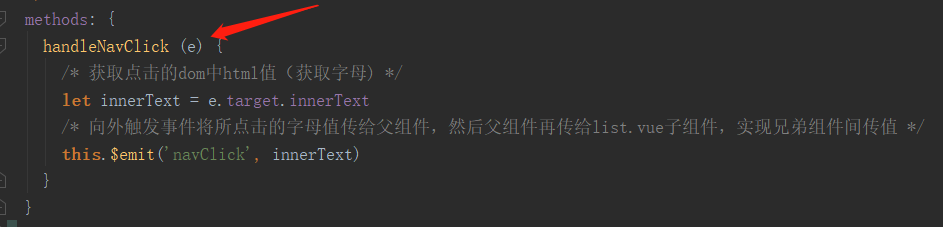 methods: {
handleNavClick (e) {
/* 获取点击的dom中html值（获取字母) */
let innerText = e.target.innerText
/* 向外触发事件将所点击的字母值传给父组件，然后父组件再传给list.vue子组件，实现兄弟组件间传值 */
this.$emit('navClick', innerText)
}
}